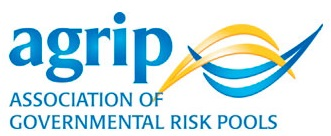 agrip
ASSOCIATION OF
GOVERNMENTAL RISK POOLS